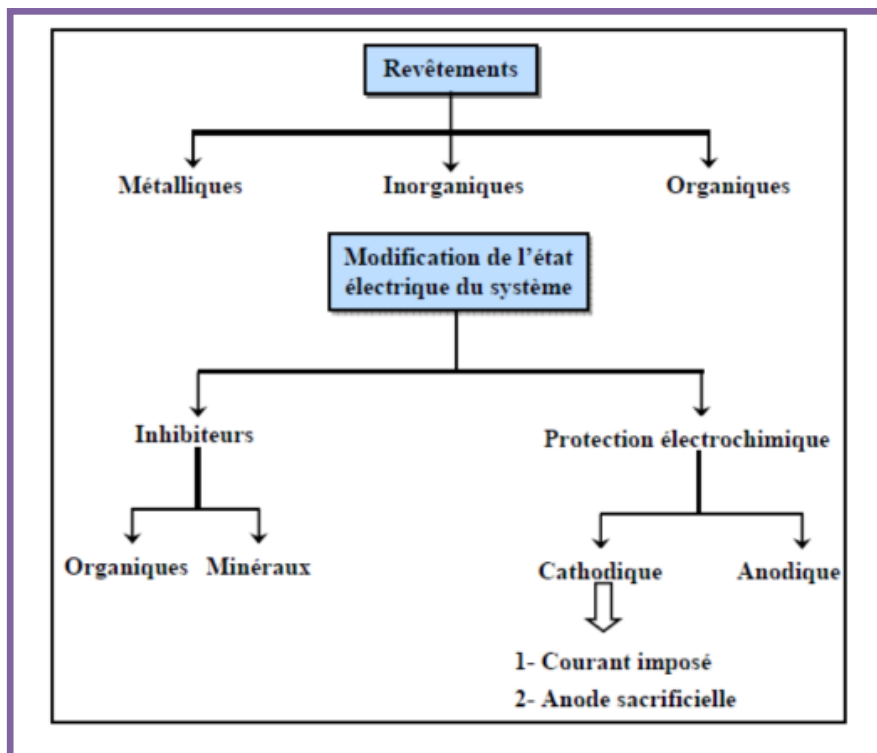 Revêtements
Métalliques Inorganiques Organiques
Modification de l'état
électrique du système
Inhibiteurs Protection électrochimique
Organiques Minéraux Cathodique Anodique
1- Courant imposé
2- Anode sacrificielle